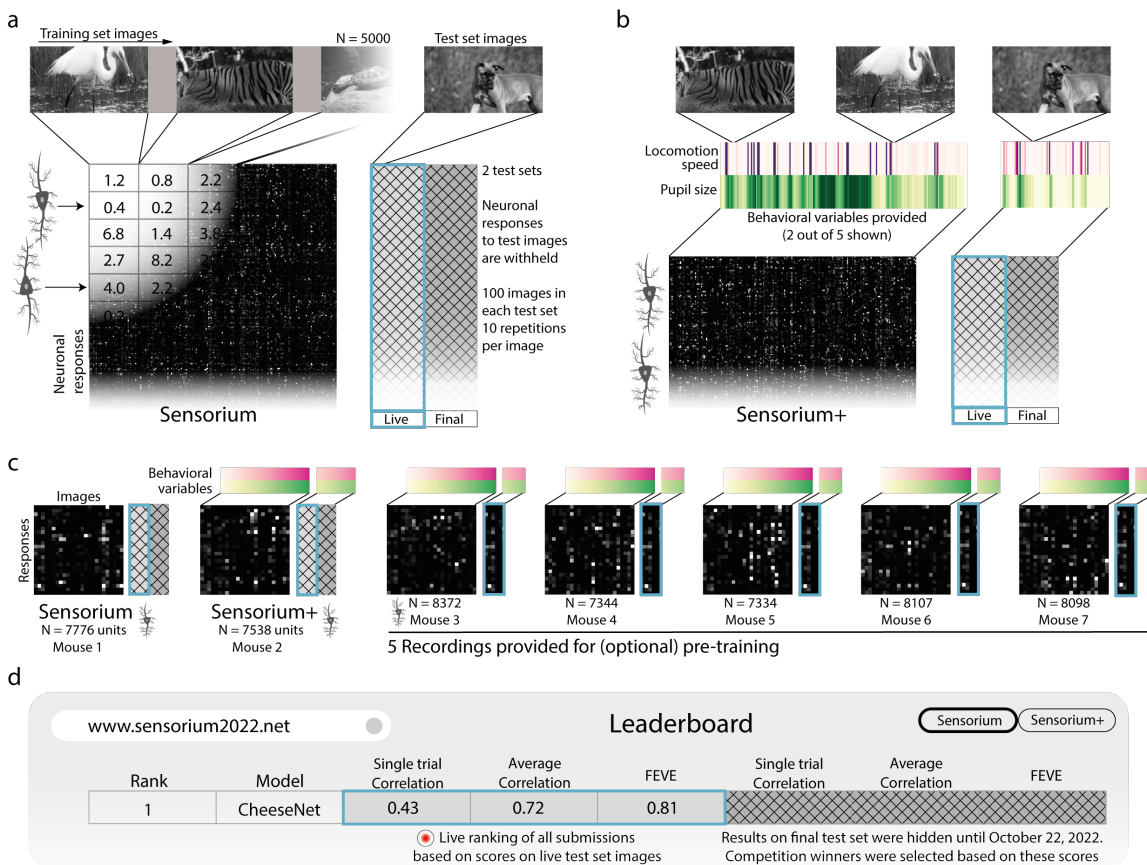 a
Training set images
N = 5000
Test set images
1.2 0.8 2.2
0.4 0.2 2.4
6.8 1.4 3.8
2.7 8.2
4.0 2.2
Neuronal
responses
Sensorium
2 test sets
Neuronal
responses
to test images
are withheld
100 images in
each test set
10 repetitions
per image
Live
Final
b
Locomotion
speed
Pupil size
Behavioral variables provided
(2 out of 5 shown)
Sensorium+
Live
Final
c
Behavioral
variables
Images
Responses
Sensorium
N = 7776 units
Mouse 1
Sensorium+
N = 7538 units
Mouse 2
N = 8372
Mouse 3
N = 7344
Mouse 4
N = 7334
Mouse 5
N = 8107
Mouse 6
N = 8098
Mouse 7
5 Recordings provided for (optional) pre-training
d
www.sensorium2022.net
Leaderboard
Sensorium
Sensorium+
Rank
Model
Single trial
Correlation
Average
Correlation
FEVE
Single trial
Correlation
Average
Correlation
FEVE
1
CheeseNet
0.43
0.72
0.81
Live ranking of all submissions
based on scores on live test set images
Results on final test set were hidden until October 22, 2022.
Competition winners were selected based on these scores